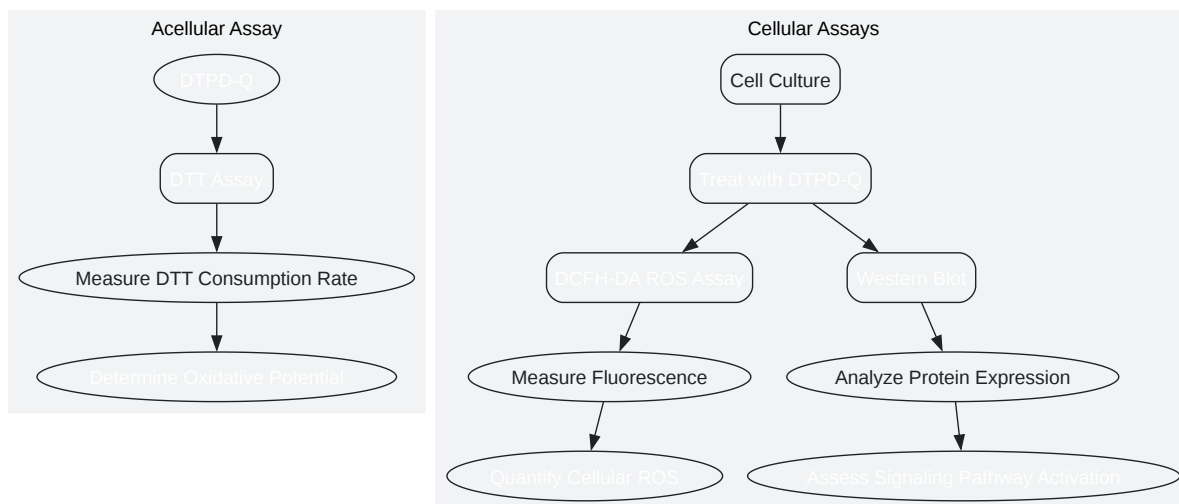 Acellular Assay
DTPD-Q
DTT Assay
Measure DTT Consumption Rate
Determine Oxidative Potential
Cellular Assays
Cell Culture
Treat with DTPD-Q
DCFH-DA ROS Assay
Western Blot
Measure Fluorescence
Analyze Protein Expression
Quantify Cellular ROS
Assess Signaling Pathway Activation